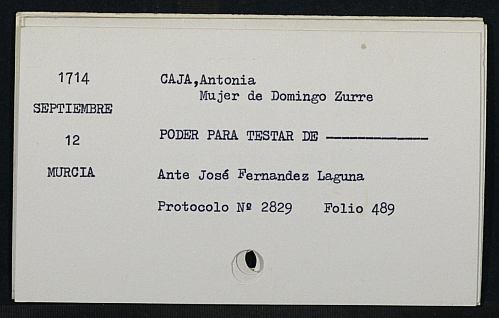 1714
SEPTIEMBRE
12
MURCIA
CAJA,Antonia
Mujer de Domingo Zurre
PODER PARA TESTAR DE ——————
Ante José Fernandez Laguna
Protocolo Nº 2829 Folio 489